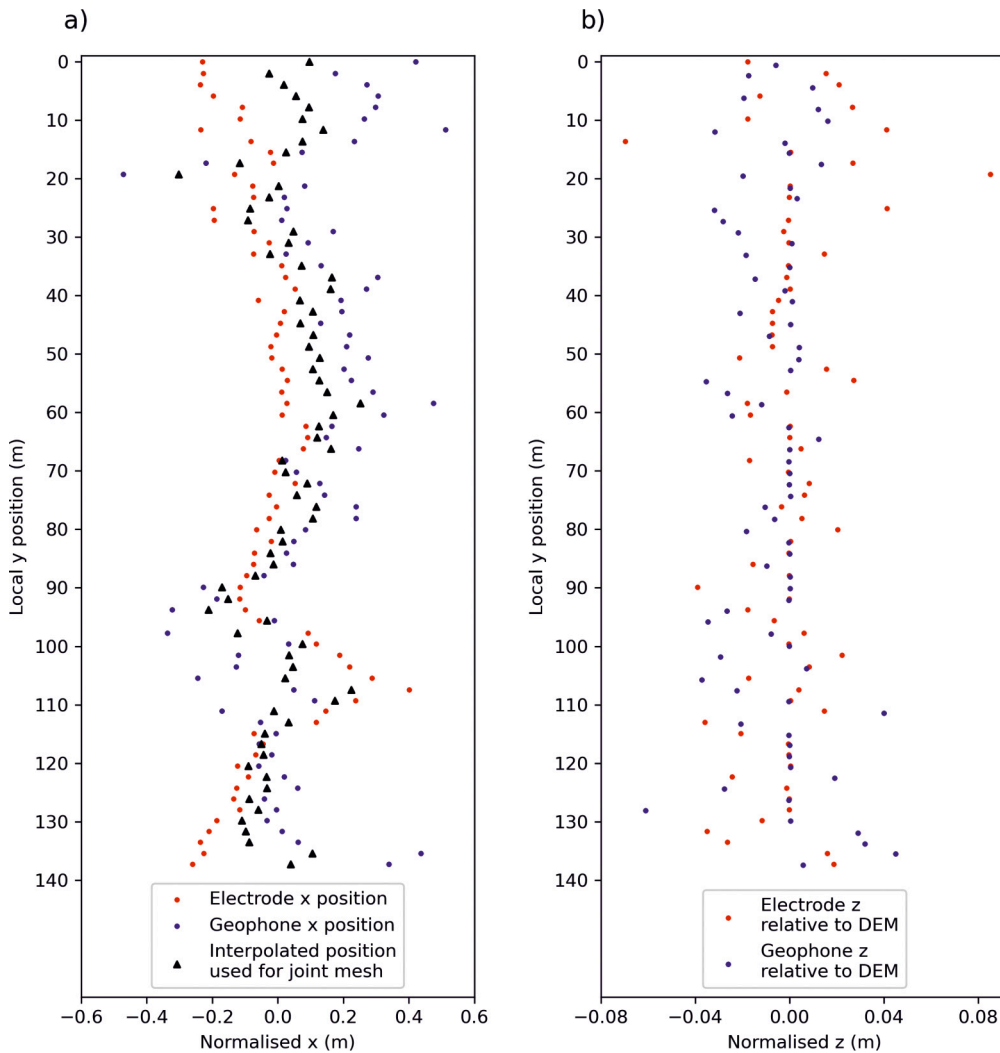 a)
b)
0
10
20
30
40
50
60
70
80
90
100
110
120
130
140
Local y position (m)
Electrode x position
Geophone x position
Interpolated position
used for joint mesh
−0.6 −0.4 −0.2 0.0 0.2 0.4 0.6
Normalised x (m)
0
10
20
30
40
50
60
70
80
90
100
110
120
130
140
Local y position (m)
Electrode z
relative to DEM
Geophone z
relative to DEM
−0.08 −0.04 0.00 0.04 0.08
Normalised z (m)